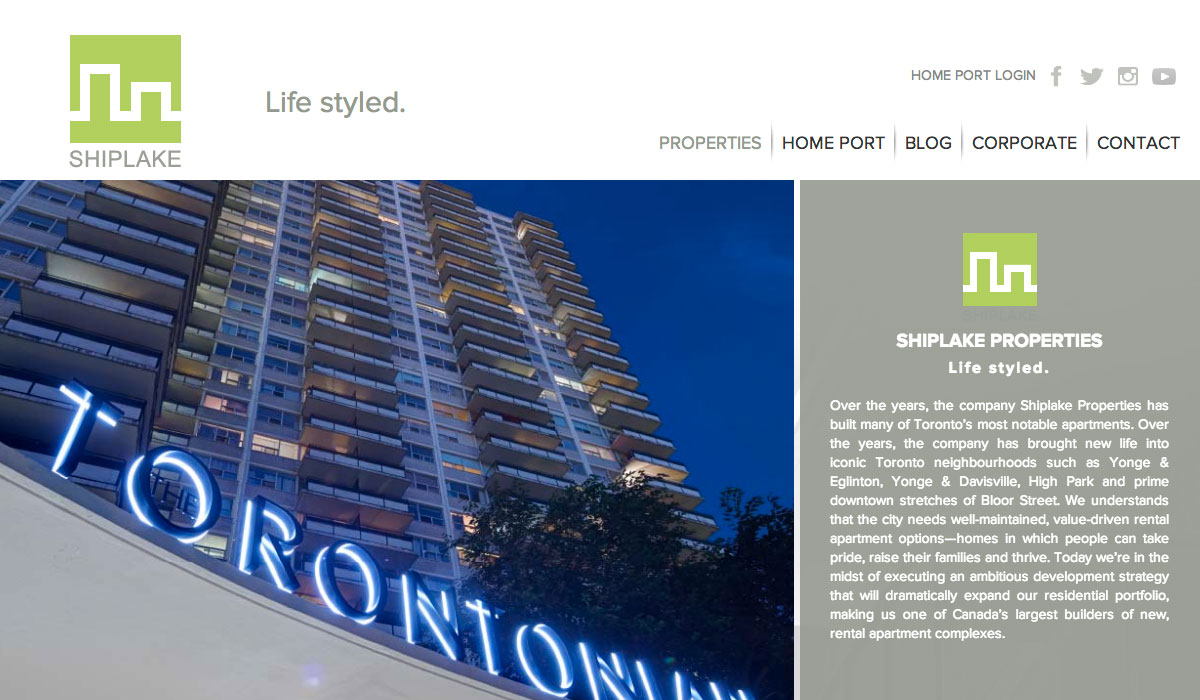 SHIPLAKE
Life styled.
HOME PORT LOGIN
PROPERTIES
HOME PORT
BLOG
CORPORATE
CONTACT
TORONTONIAN
SHIPLAKE
SHIPLAKE PROPERTIES
Life styled.
Over the years, the company Shiplake Properties has
built many of Toronto's most notable apartments. Over
the years, the company has brought new life into
iconic Toronto neighbourhoods such as Yonge &
Eglinton, Yonge & Davisville, High Park and prime
downtown stretches of Bloor Street. We understands
that the city needs well-maintained, value-driven rental
apartment options—homes in which people can take
pride, raise their families and thrive. Today we're in the
midst of executing an ambitious development strategy
that will dramatically expand our residential portfolio,
making us one of Canada's largest builders of new,
rental apartment complexes.